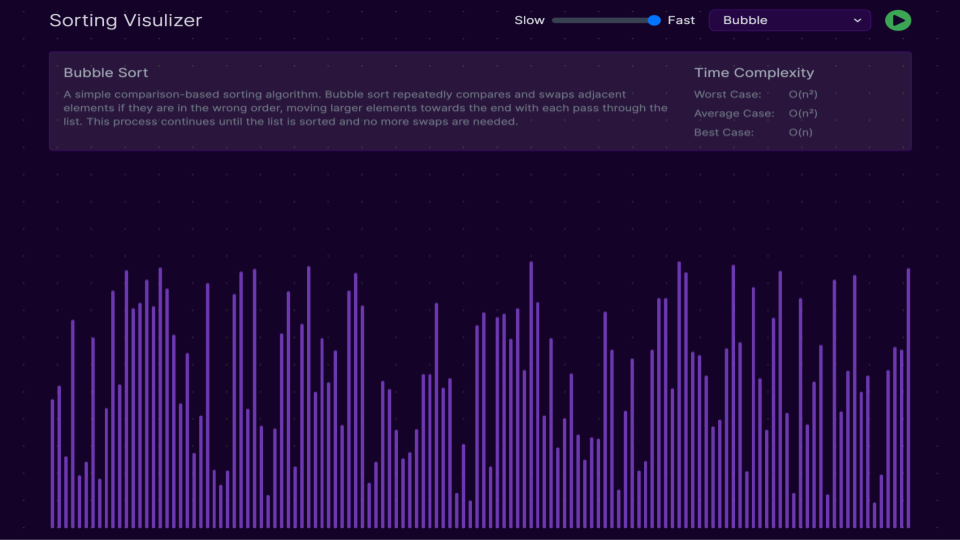 Sorting Visulizer
Slow
Fast
Bubble
Bubble Sort
A simple comparison-based sorting algorithm. Bubble sort repeatedly compares and swaps adjacent
elements if they are in the wrong order, moving larger elements towards the end with each pass through the
list. This process continues until the list is sorted and no more swaps are needed.
Time Complexity
Worst Case: O(n²)
Average Case: O(n²)
Best Case: O(n)